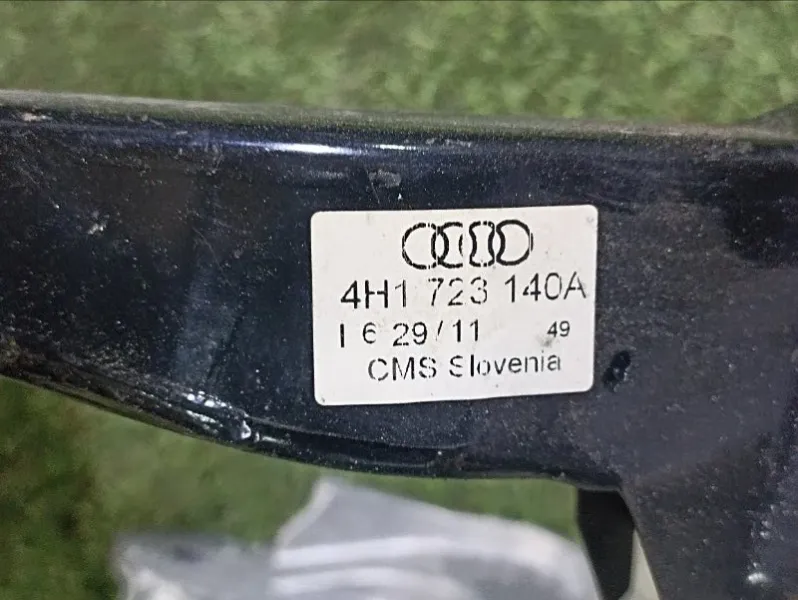 4H1 723 140A
I 6 29/11 49
CMS Slovenia